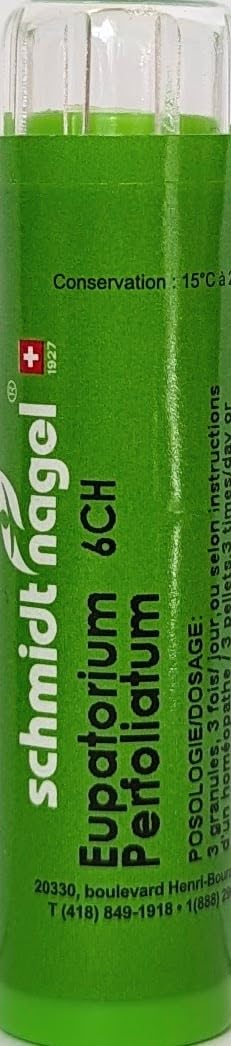 Conservation : 15°C à
1927
®
schmidt nagel
Eupatorium 6CH
Perfoliatum
POSOLOGIE/DOSAGE:
3 granules, 3 fois/ jour ou selon instructions
d'un homéopathe. 3 pellets 3 times/day or
20330, boulevard Henri-Bour
T (418) 849-1918 • 1(888)